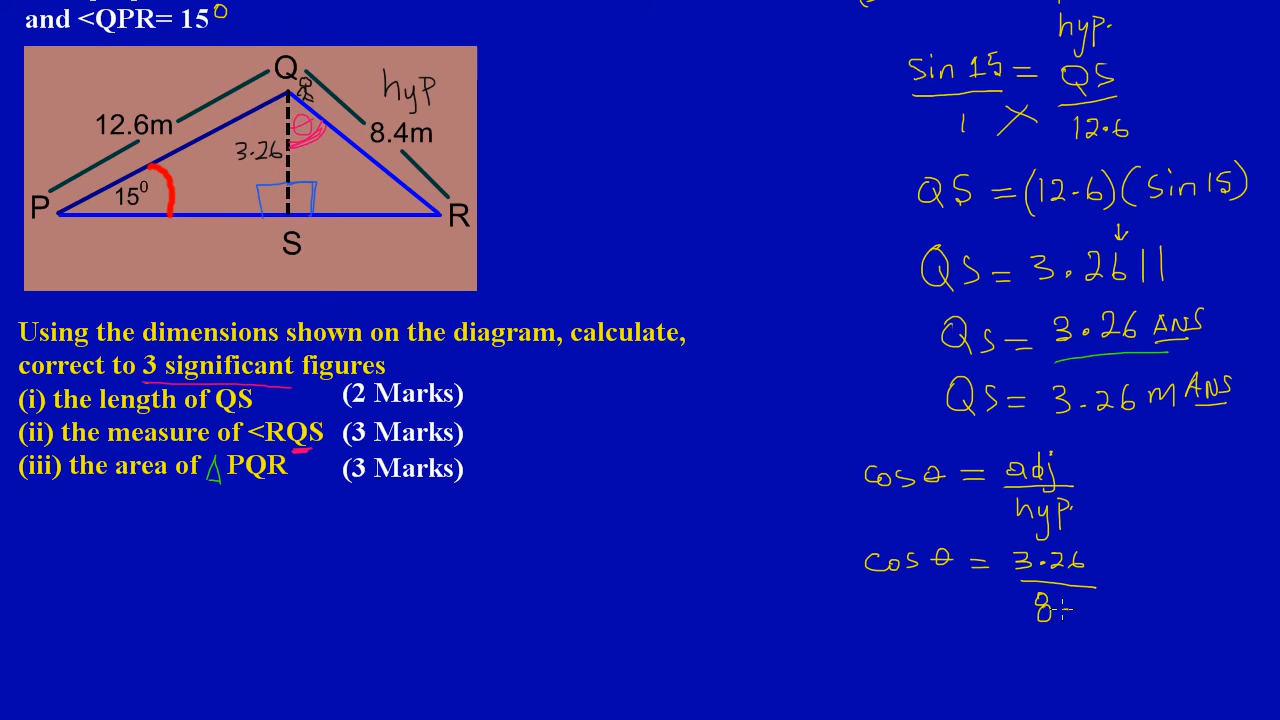 and <QPR= 15⁰
Q
hyp
12.6m
8.4m
θ
3.26
15⁰
P
R
S
Using the dimensions shown on the diagram, calculate,
correct to 3 significant figures
(i) the length of QS (2 Marks)
(ii) the measure of <RQS (3 Marks)
(iii) the area of Δ PQR (3 Marks)
hyp.
sin 15 = QS
1 12.6
QS = (12.6)(sin 15)
QS = 3.2611
QS = 3.26 ANS
QS = 3.26 m ANS
cos θ = adj
hyp.
cos θ = 3.26
8